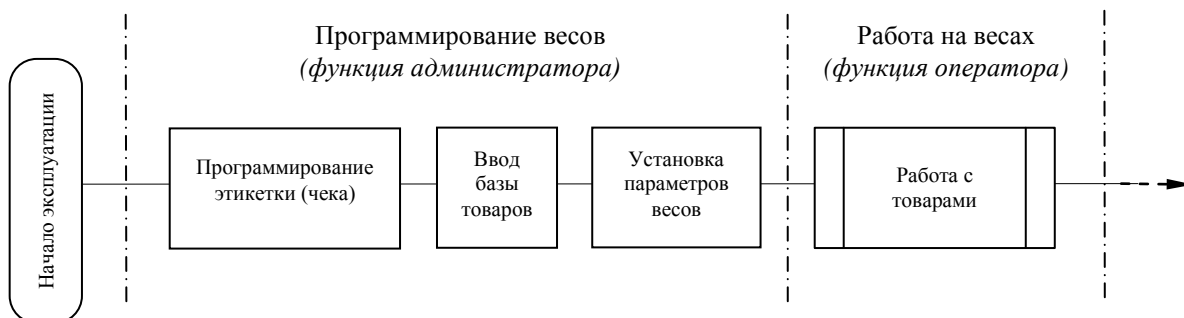 Начало эксплуатации
Программирование весов
(функция администратора)
Программирование
этикетки (чека)
Ввод
базы
товаров
Установка
параметров
весов
Работа на весах
(функция оператора)
Работа с
товарами